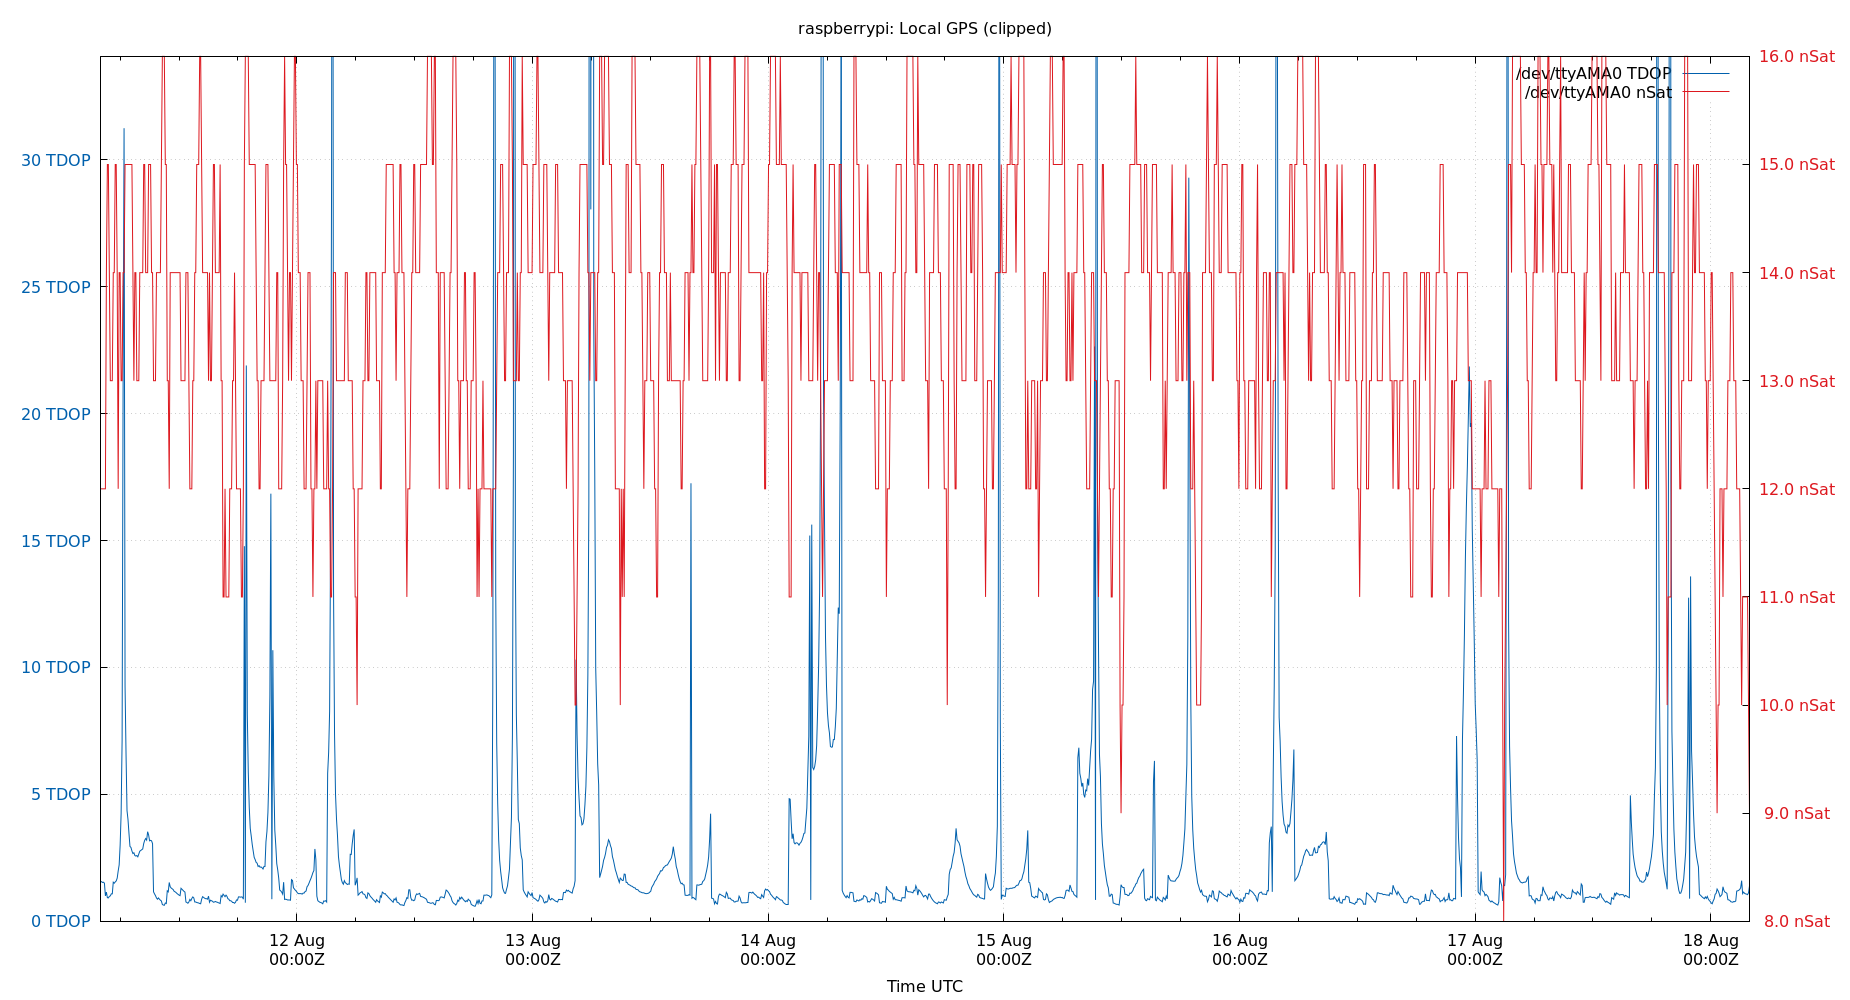 raspberrypi: Local GPS (clipped)
/dev/ttyAMA0 TDOP
/dev/ttyAMA0 nSat
30 TDOP
25 TDOP
20 TDOP
15 TDOP
10 TDOP
5 TDOP
0 TDOP
16.0 nSat
15.0 nSat
14.0 nSat
13.0 nSat
12.0 nSat
11.0 nSat
10.0 nSat
9.0 nSat
8.0 nSat
12 Aug
00:00Z
13 Aug
00:00Z
14 Aug
00:00Z
15 Aug
00:00Z
16 Aug
00:00Z
17 Aug
00:00Z
18 Aug
00:00Z
Time UTC